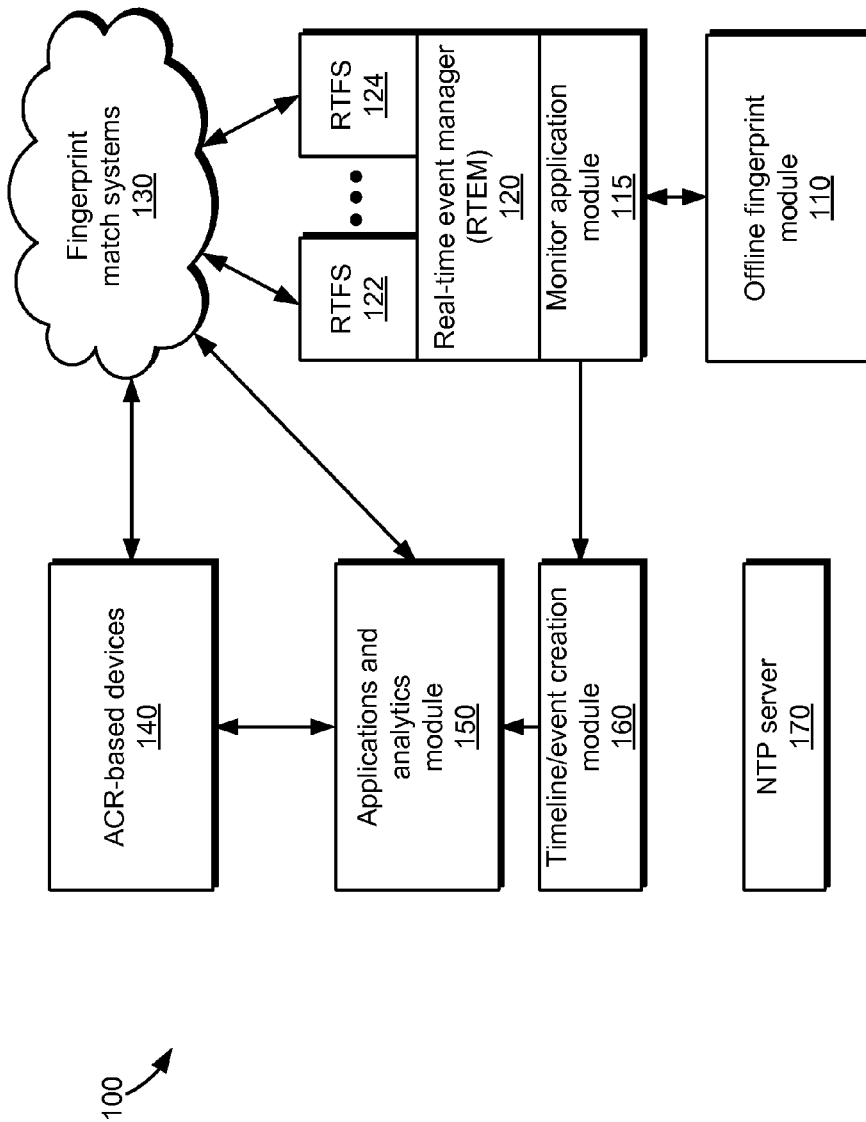 100
ACR-based devices
140
Fingerprint
match systems
130
Applications and
analytics
module
150
RTFS
122
RTFS
124
Real-time event manager
(RTEM)
120
Timeline/event creation
module
160
Monitor application
module
115
NTP server
170
Offline fingerprint
module
110